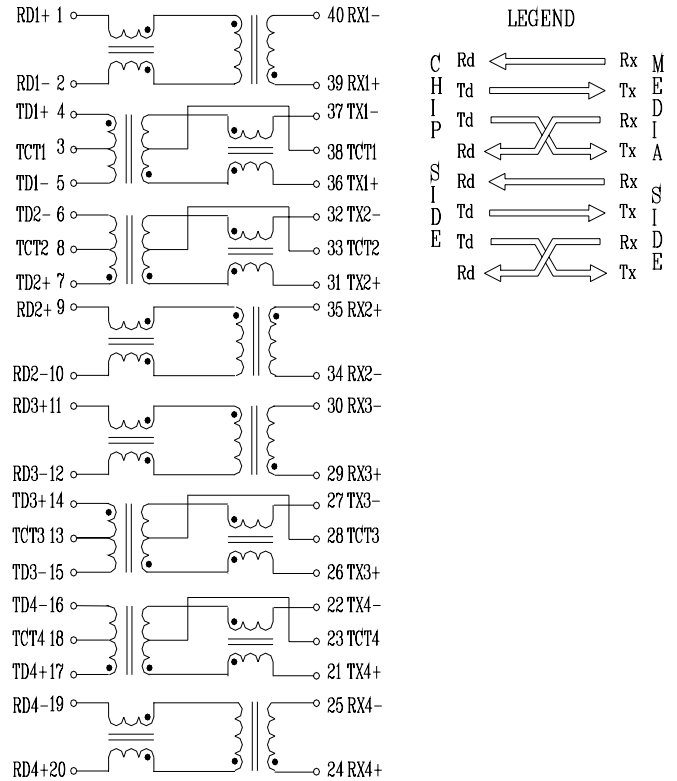 RD1+ 1
40 RX1-
RD1- 2
39 RX1+
TD1+ 4
37 TX1-
TCT1 3
38 TCT1
TD1- 5
36 TX1+
TD2- 6
32 TX2-
TCT2 8
33 TCT2
TD2+ 7
31 TX2+
RD2+ 9
35 RX2+
RD2-10
34 RX2-
RD3+11
30 RX3-
RD3-12
29 RX3+
TD3+14
27 TX3-
TCT3 13
28 TCT3
TD3-15
26 TX3+
TD4-16
22 TX4-
TCT4 18
23 TCT4
TD4+17
21 TX4+
RD4-19
25 RX4-
RD4+20
24 RX4+
LEGEND
CHIP SIDE
Rd Rx
Td Tx
Td Rx
Rd Tx
Rd Rx
Td Tx
Td Rx
Rd Tx
MEDIA SIDE